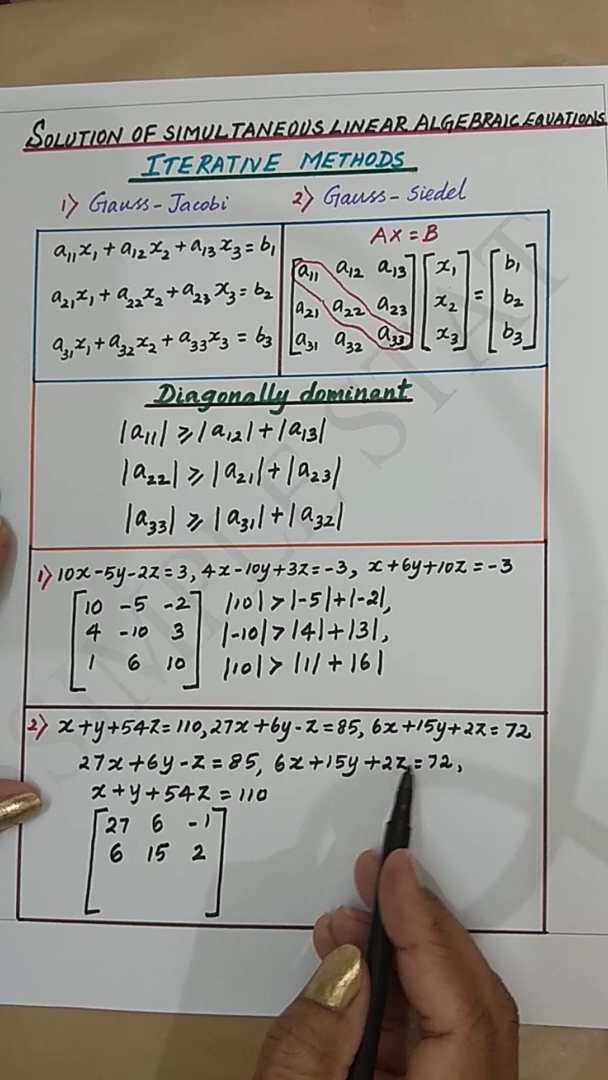 SOLUTION OF SIMULTANEOUS LINEAR ALGEBRAIC EQUATIONS
ITERATIVE METHODS
1) Gauss-Jacobi 2) Gauss-Siedel
a₁₁x₁ + a₁₂x₂ + a₁₃x₃ = b₁
a₂₁x₁ + a₂₂x₂ + a₂₃x₃ = b₂
a₃₁x₁ + a₃₂x₂ + a₃₃x₃ = b₃
AX = B
[a₁₁ a₁₂ a₁₃] [x₁] = [b₁]
[a₂₁ a₂₂ a₂₃] [x₂] = [b₂]
[a₃₁ a₃₂ a₃₃] [x₃] = [b₃]
Diagonally dominant
|a₁₁| ≥ |a₁₂| + |a₁₃|
|a₂₂| ≥ |a₂₁| + |a₂₃|
|a₃₃| ≥ |a₃₁| + |a₃₂|
1) 10x-5y-2z=3, 4x-10y+3z=-3, x+6y+10z=-3
[10 -5 -2] |10| > |-5|+|-2|,
[4 -10 3] |-10| > |4|+|3|,
[1 6 10] |10| > |1| + |6|
2) x+y+54z=110, 27x+6y-z=85, 6x+15y+2z=72
27x+6y-z=85, 6x+15y+2z=72,
x+y+54z=110
[27 6 -1]
[6 15 2]
SIMPLE STAT